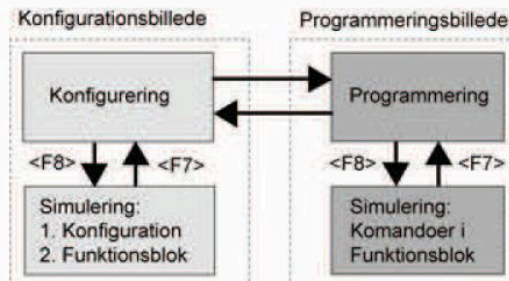 Konfigurationsbillede
Programmeringsbillede
Konfigurering
Programmering
<F8>
<F7>
<F8>
<F7>
Simulering:
1. Konfiguration
2. Funktionsblok
Simulering:
Komandoer i
Funktionsblok